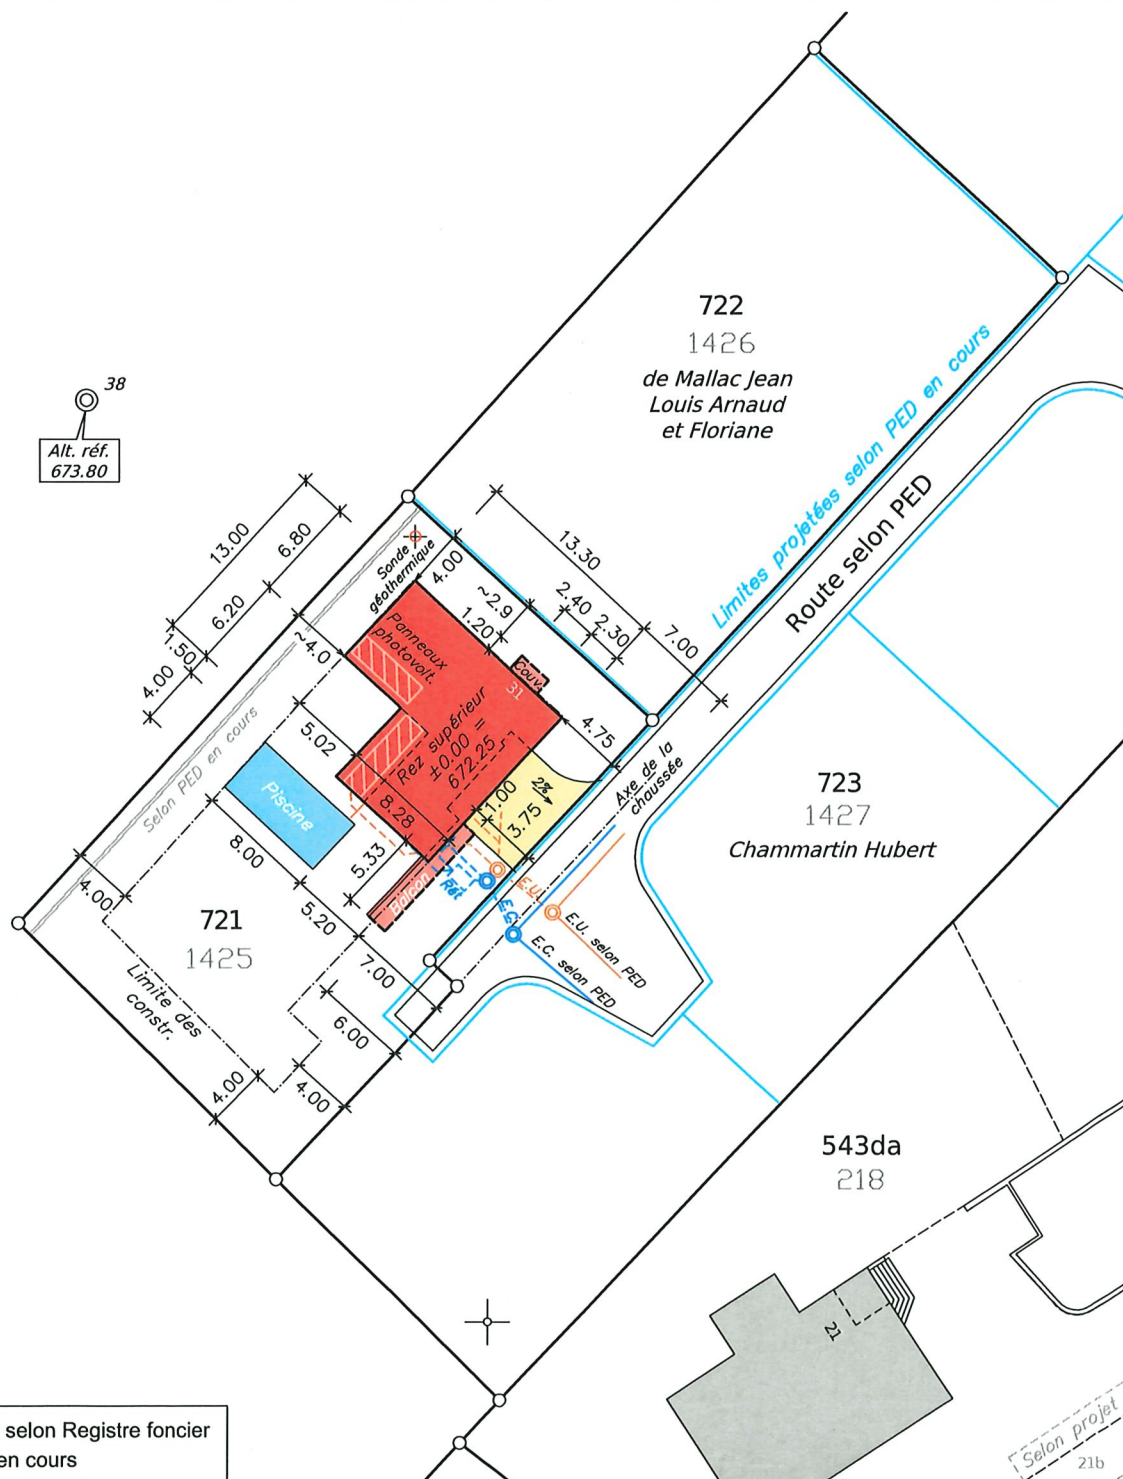 722
1426
de Mallac Jean
Louis Arnaud
et Floriane
38
Alt. réf.
673.80
Limites projetées selon PED en cours
Route selon PED
13.00
6.80
6.20
1.50
4.00
Sonde
géothermique
4.00
~2.9
1.20
13.30
2.40
2.30
7.00
~4.0
Panneaux
photovolt.
Couv.
31
Rez supérieur
±0.00 =
672.25
4.75
Selon PED en cours
5.02
Piscine
8.28
1.00
3.75
2%
Axe de la
chaussée
723
1427
Chammartin Hubert
8.00
5.33
Balcon
Rét
E.U.
E.C.
E.U. selon PED
E.C. selon PED
4.00
721
1425
5.20
7.00
Limite des
constr.
6.00
4.00
4.00
543da
218
21
selon Registre foncier
en cours
Selon projet
21b